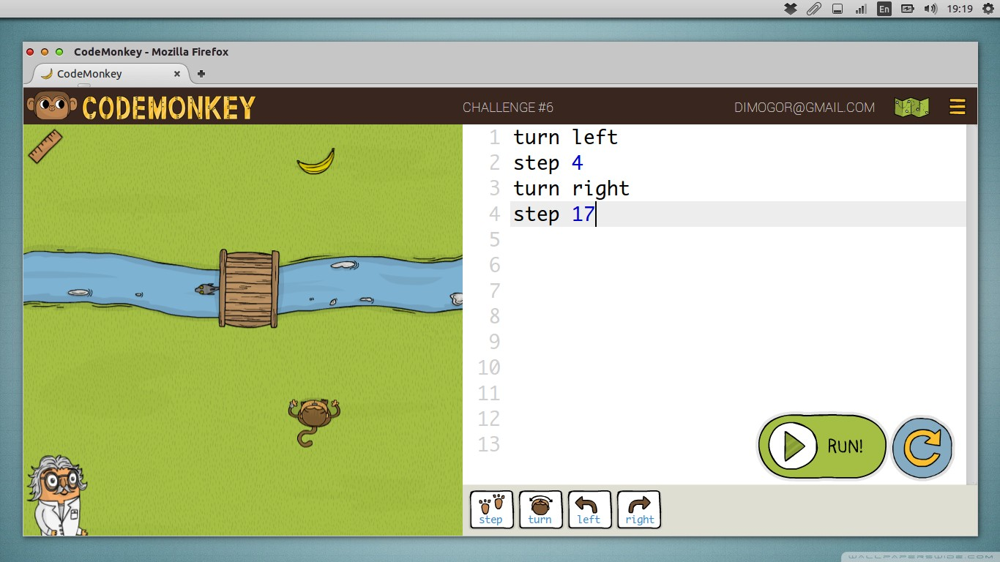 En 19:19
CodeMonkey - Mozilla Firefox
CodeMonkey
CODEMONKEY CHALLENGE #6 DIMOGOR@GMAIL.COM
1 turn left
2 step 4
3 turn right
4 step 17
5
6
7
8
9
10
11
12
13
RUN!
step turn left right
WALLPAPERSWIDE.COM